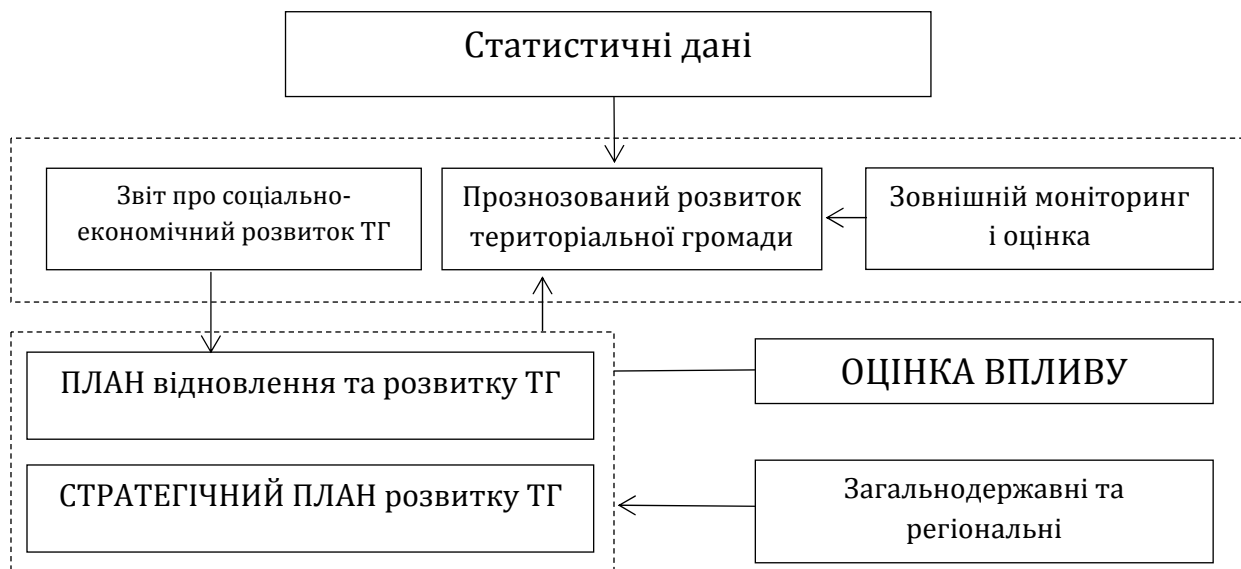 Статистичні дані
Звіт про соціально-
економічний розвиток ТГ
Прознозований розвиток
територіальної громади
Зовнішній моніторинг
і оцінка
ПЛАН відновлення та розвитку ТГ
ОЦІНКА ВПЛИВУ
СТРАТЕГІЧНИЙ ПЛАН розвитку ТГ
Загальнодержавні та
регіональні